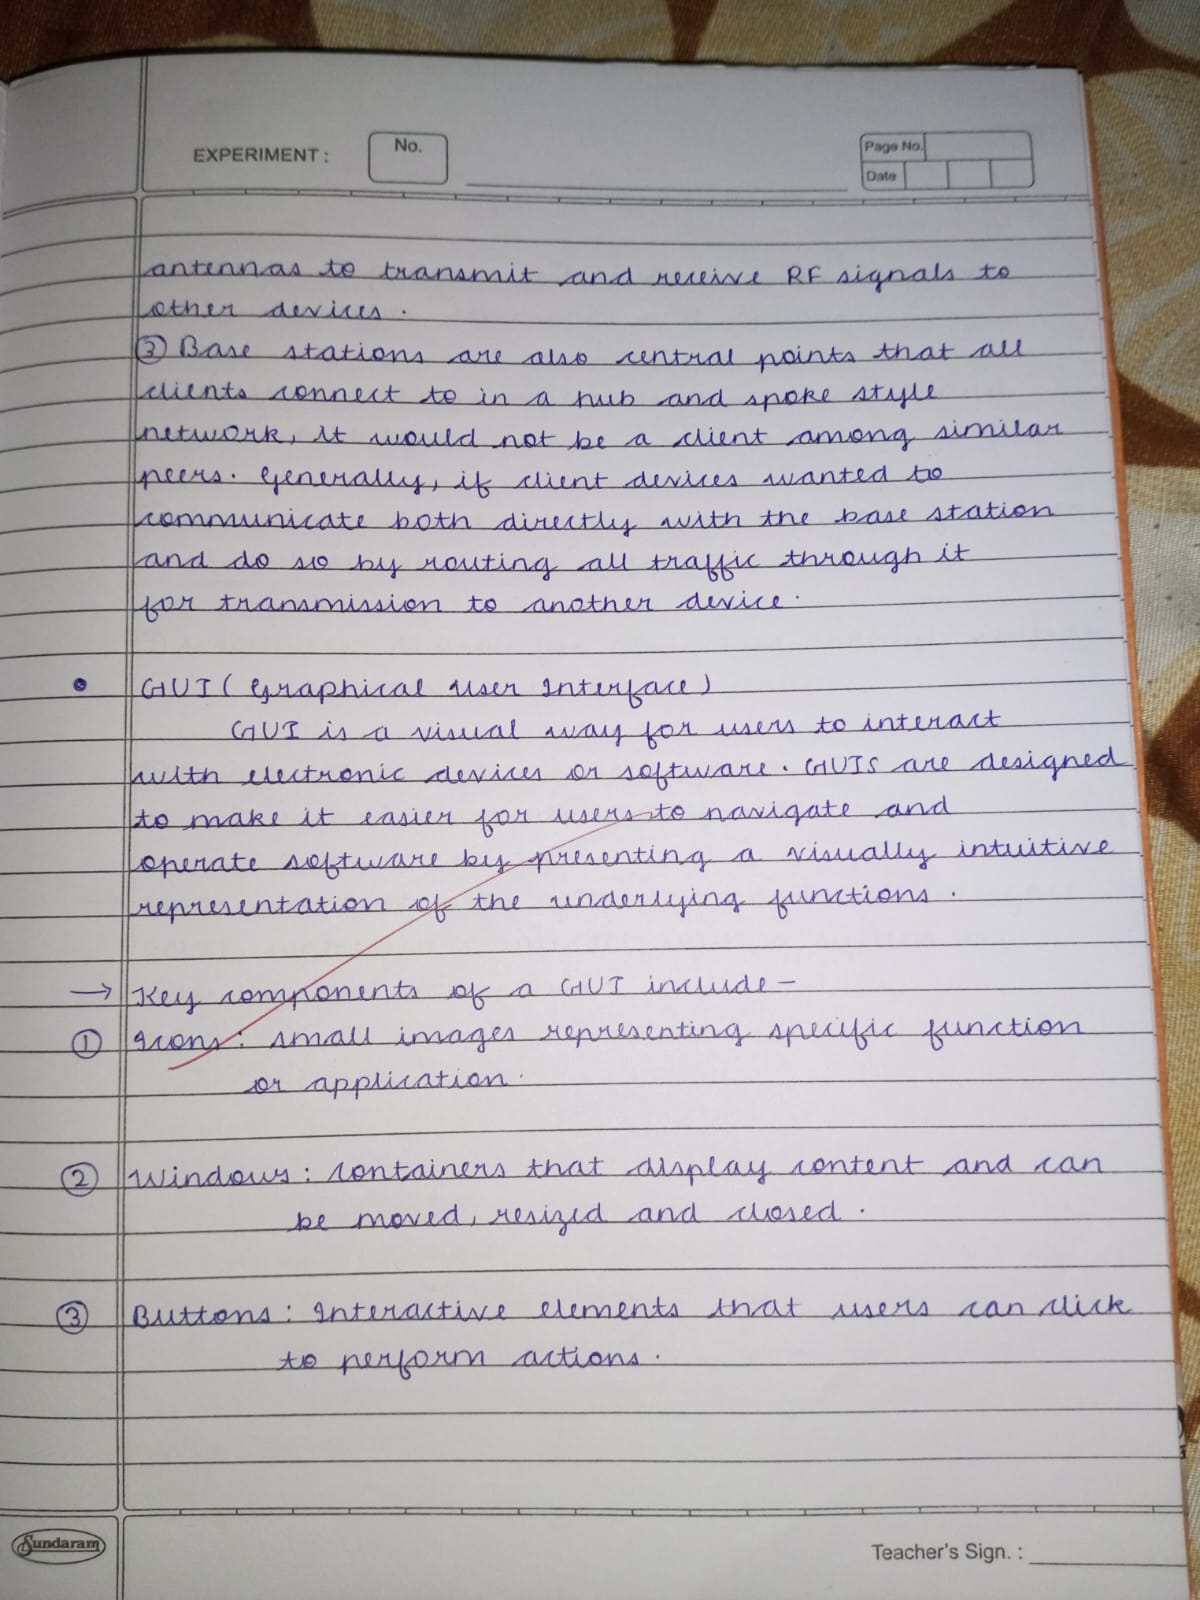 EXPERIMENT :
No.
Page No.
Date
antennas to transmit and receive RF signals to
other devices .
② Base stations are also central points that all
clients connect to in a hub and spoke style
network, it would not be a client among similar
peers. Generally, if client devices wanted to
communicate both directly with the base station
and do so by routing all traffic through it
for transmission to another device .
• GUI ( Graphical User Interface )
GUI is a visual way for users to interact
with electronic devices or software . GUIS are designed
to make it easier for users to navigate and
operate software by presenting a visually intuitive
representation of the underlying functions .
→ Key components of a GUI include -
① Icons : small images representing specific function
or application .
② Windows : containers that display content and can
be moved, resized and closed .
③ Buttons : Interactive elements that users can click
to perform actions .
Sundaram
Teacher's Sign. :